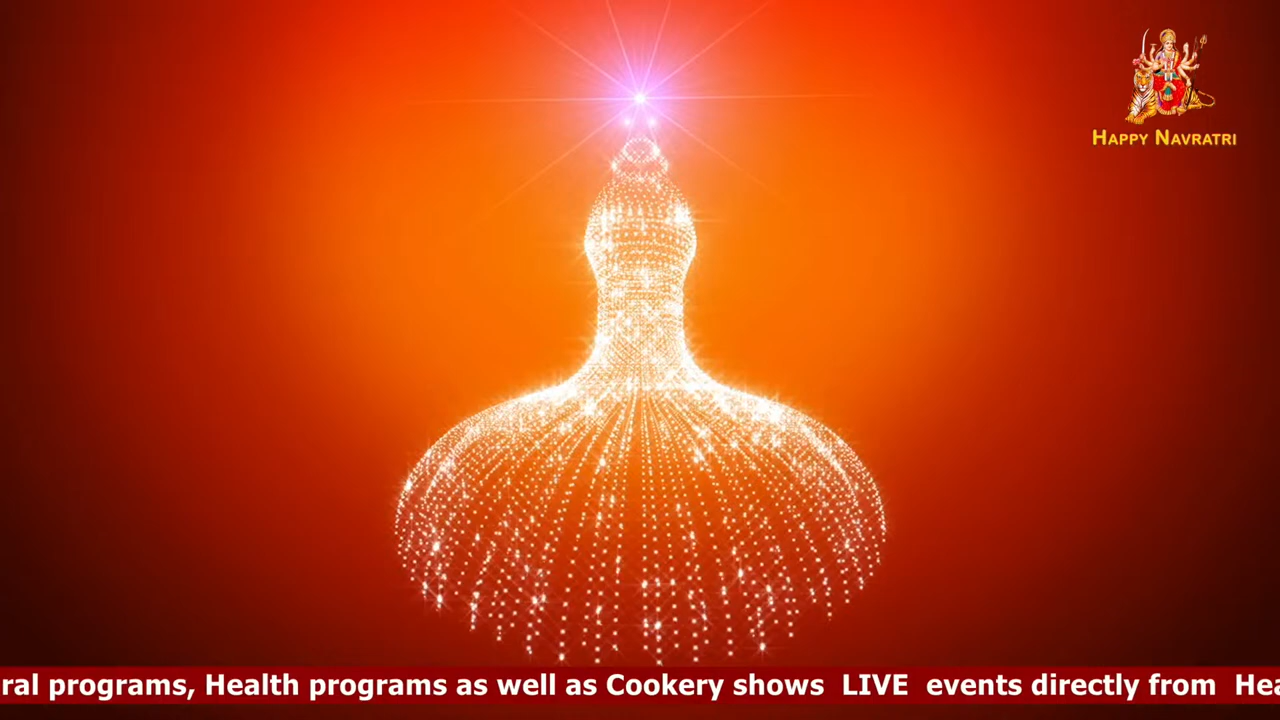 HAPPY NAVRATRI
ral programs, Health programs as well as Cookery shows LIVE events directly from Hea